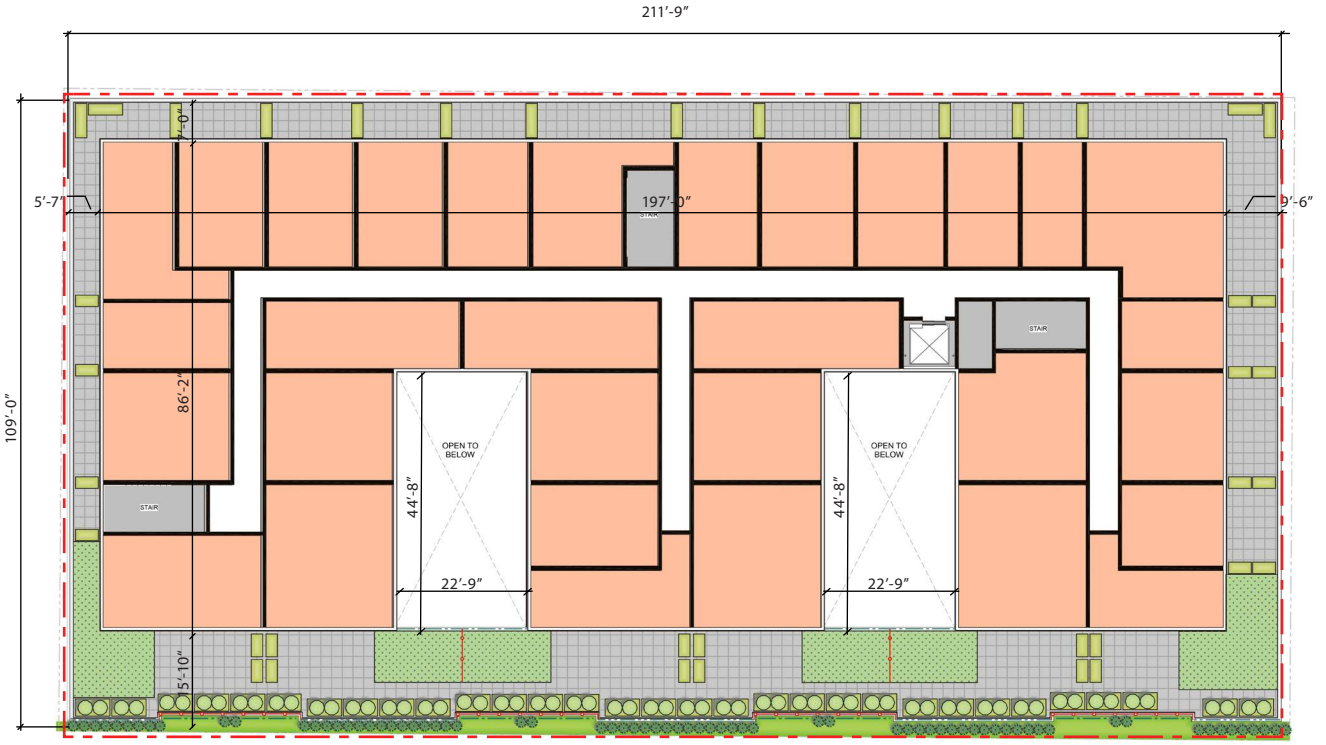 211’-9”
7’-0”
5’-7”
197’-0”
STAIR
9’-6”
STAIR
86’-2”
109’-0”
OPEN TO
BELOW
OPEN TO
BELOW
44’-8”
44’-8”
STAIR
22’-9”
22’-9”
15’-10”